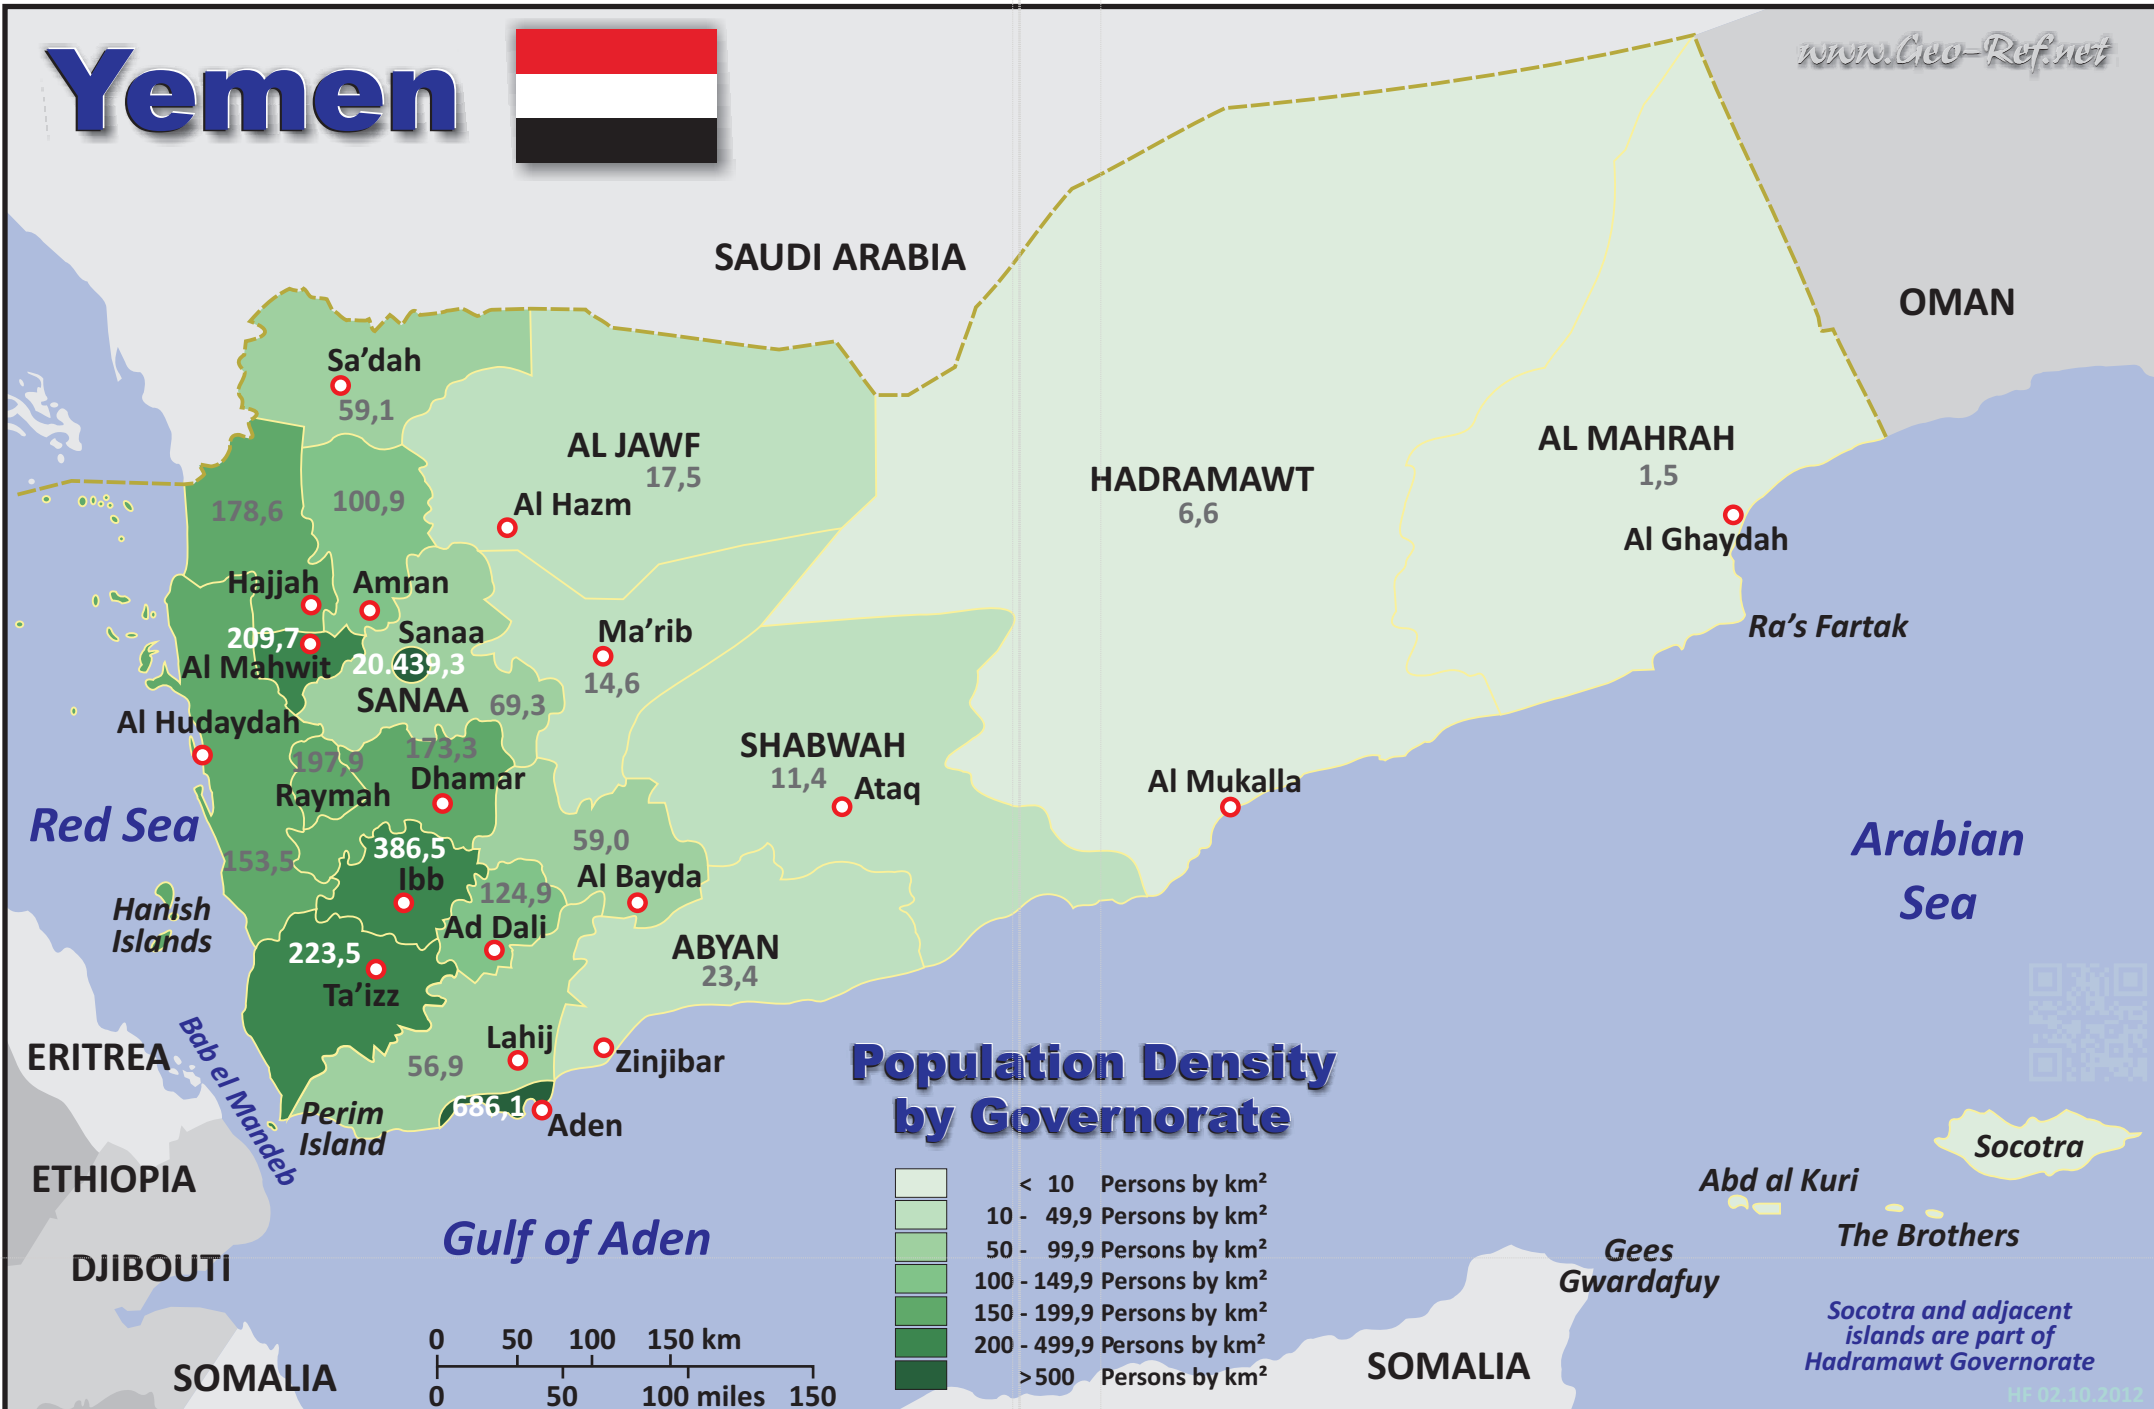 Yemen
www.Geo-Ref.net
SAUDI ARABIA
OMAN
Sa’dah
59,1
AL JAWF
17,5
Al Hazm
HADRAMAWT
6,6
AL MAHRAH
1,5
Al Ghaydah
Ra’s Fartak
178,6
100,9
Hajjah
Amran
209,7
Al Mahwit
Sanaa
20.439,3
SANAA
69,3
Ma’rib
14,6
Al Hudaydah
197,9
Raymah
173,3
Dhamar
SHABWAH
11,4
Ataq
Al Mukalla
Red Sea
153,5
386,5
Ibb
59,0
Al Bayda
124,9
Ad Dali
Hanish
Islands
223,5
Ta’izz
ABYAN
23,4
Arabian
Sea
Lahij
56,9
Zinjibar
686,1
Aden
ERITREA
Bab el Mandeb
Perim
Island
ETHIOPIA
DJIBOUTI
SOMALIA
Gulf of Aden
Population Density
by Governorate
< 10 Persons by km²
10 - 49,9 Persons by km²
50 - 99,9 Persons by km²
100 - 149,9 Persons by km²
150 - 199,9 Persons by km²
200 - 499,9 Persons by km²
>500 Persons by km²
0 50 100 150 km
0 50 100 miles 150
Socotra
Abd al Kuri
The Brothers
Gees
Gwardafuy
SOMALIA
Socotra and adjacent
islands are part of
Hadramawt Governorate
HF 02.10.2012